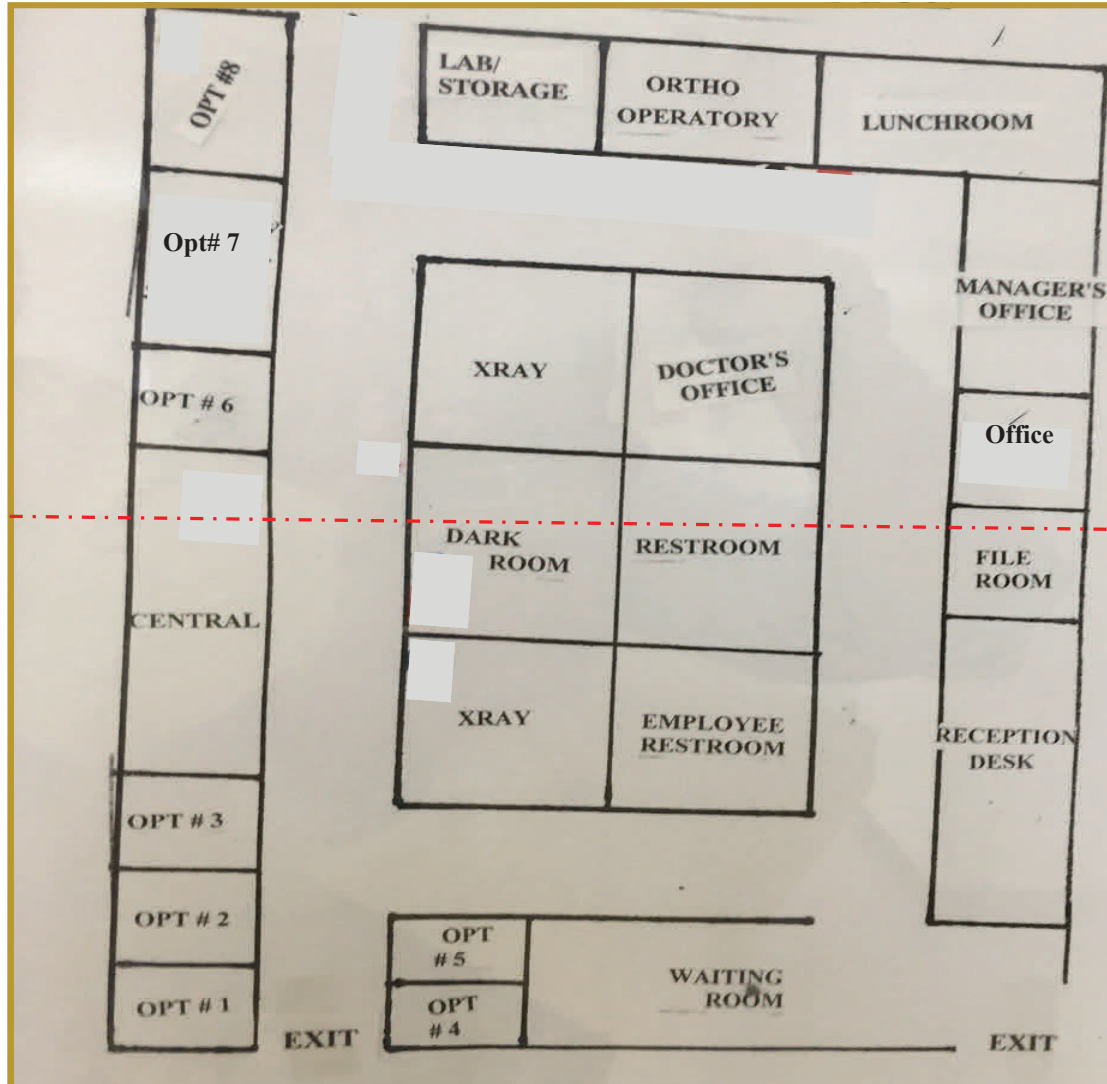 OPT #8
LAB/
STORAGE
ORTHO
OPERATORY
LUNCHROOM
Opt# 7
MANAGER'S
OFFICE
XRAY
DOCTOR'S
OFFICE
OPT # 6
Office
DARK
ROOM
RESTROOM
FILE
ROOM
CENTRAL
XRAY
EMPLOYEE
RESTROOM
RECEPTION
DESK
OPT # 3
OPT # 2
OPT
# 5
WAITING
ROOM
OPT # 1
OPT
# 4
EXIT
EXIT